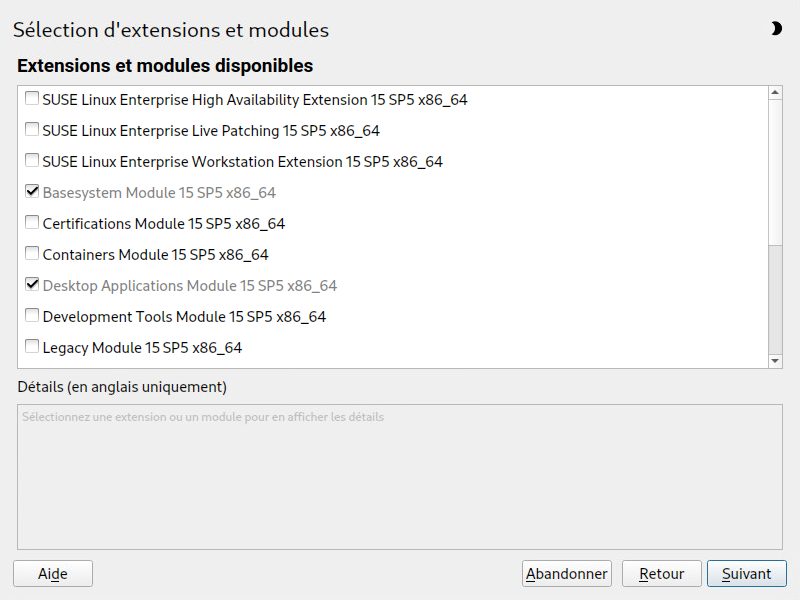 Sélection d'extensions et modules
Extensions et modules disponibles
SUSE Linux Enterprise High Availability Extension 15 SP5 x86_64
SUSE Linux Enterprise Live Patching 15 SP5 x86_64
SUSE Linux Enterprise Workstation Extension 15 SP5 x86_64
Basesystem Module 15 SP5 x86_64
Certifications Module 15 SP5 x86_64
Containers Module 15 SP5 x86_64
Desktop Applications Module 15 SP5 x86_64
Development Tools Module 15 SP5 x86_64
Legacy Module 15 SP5 x86_64
Détails (en anglais uniquement)
Sélectionnez une extension ou un module pour en afficher les détails
Aide Abandonner Retour Suivant